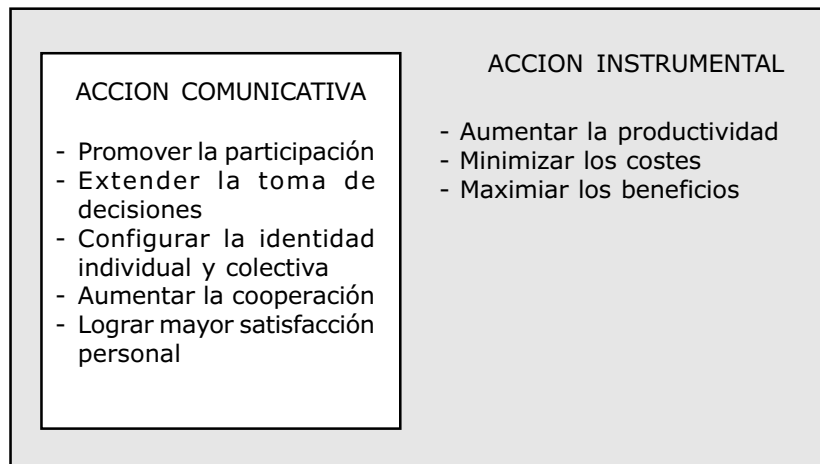 ACCION COMUNICATIVA
- Promover la participación
- Extender la toma de
decisiones
- Configurar la identidad
individual y colectiva
- Aumentar la cooperación
- Lograr mayor satisfacción
personal
ACCION INSTRUMENTAL
- Aumentar la productividad
- Minimizar los costes
- Maximiar los beneficios